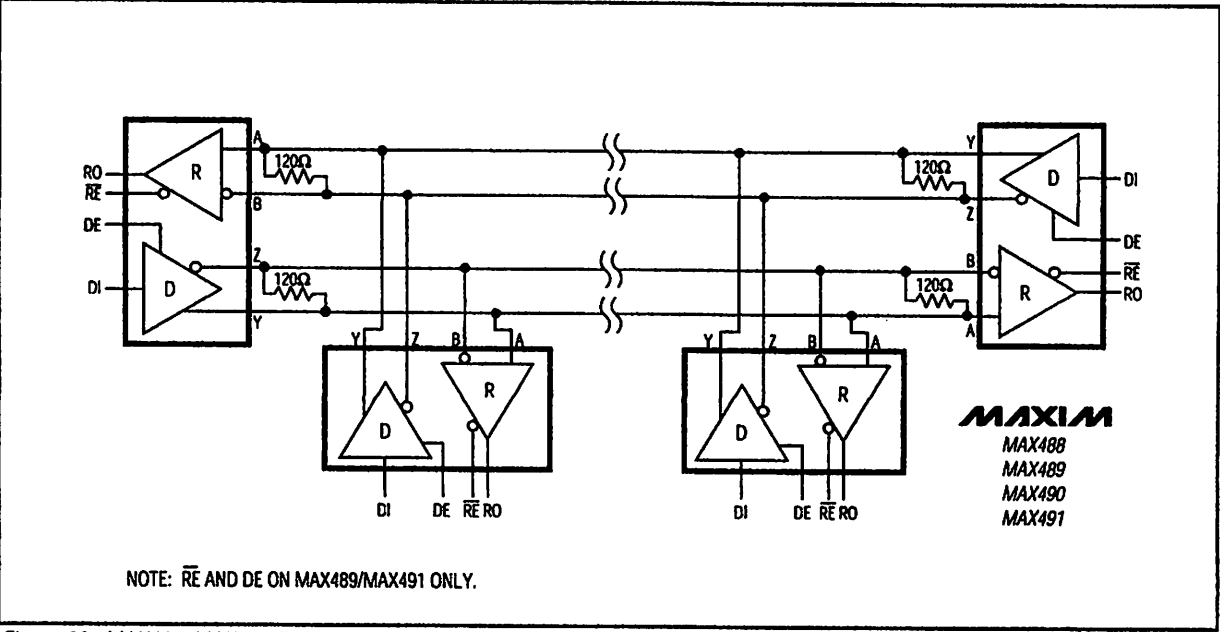 A
Y
120Ω
120Ω
R
D
RO
DI
RE
B
Z
DE
DE
Z
B
RE
DI
D
120Ω
120Ω
R
RO
Y
A
Y
Z
B
A
Y
Z
B
A
R
R
D
D
MAXIM
MAX488
MAX489
MAX490
MAX491
DI
DE
RE
RO
DI
DE
RE
RO
NOTE: RE AND DE ON MAX489/MAX491 ONLY.